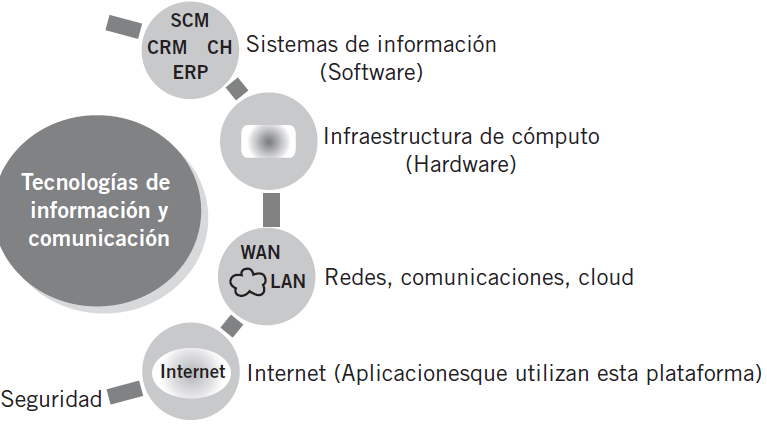 SCM
CRM CH
ERP
Sistemas de información
(Software)
Infraestructura de cómputo
(Hardware)
Tecnologías de
información y
comunicación
WAN
LAN
Redes, comunicaciones, cloud
Internet
Internet (Aplicacionesque utilizan esta plataforma)
Seguridad